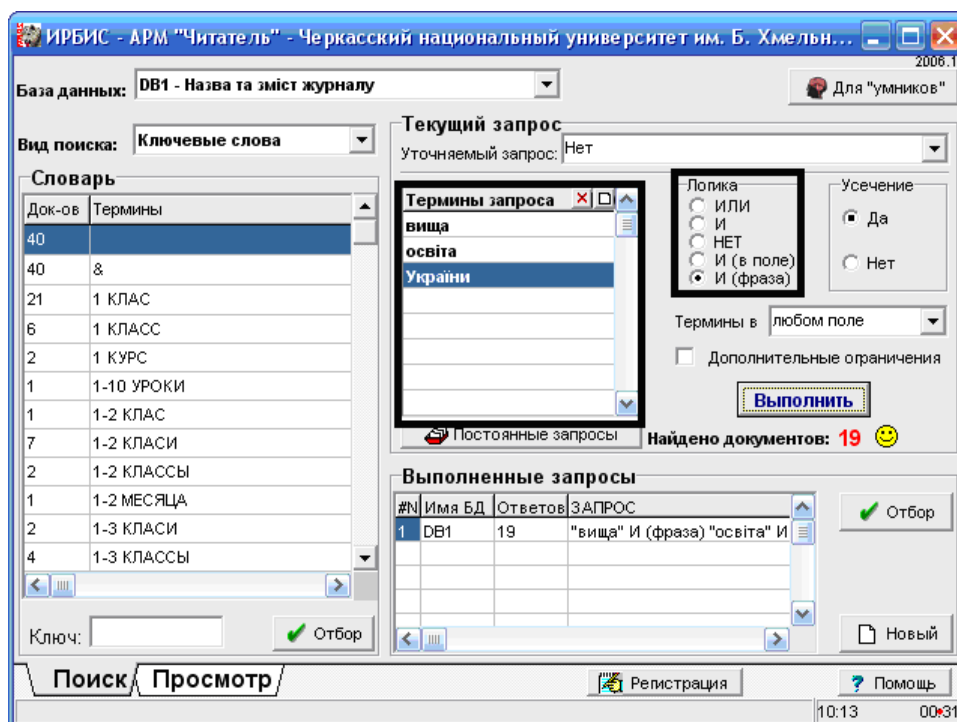 ИРБИС - АРМ "Читатель" - Черкасский национальный университет им. Б. Хмельн...
2006.1
База данных: DB1 - Назва та зміст журналу
Для "умников"
Вид поиска: Ключевые слова
Текущий запрос
Уточняемый запрос: Нет
Словарь
Док-ов Термины
40
40 &
21 1 КЛАС
6 1 КЛАСС
2 1 КУРС
1 1-10 УРОКИ
1 1-2 КЛАС
7 1-2 КЛАСИ
2 1-2 КЛАССЫ
1 1-2 МЕСЯЦА
2 1-3 КЛАСИ
4 1-3 КЛАССЫ
Ключ:
Отбор
Термины запроса
вища
освіта
України
Логика
ИЛИ
И
НЕТ
И (в поле)
И (фраза)
Усечение
Да
Нет
Термины в любом поле
Дополнительные ограничения
Выполнить
Постоянные запросы
Найдено документов: 19
Выполненные запросы
#N Имя БД Ответов ЗАПРОС
1 DB1 19 "вища" И (фраза) "освіта" И
Отбор
Новый
Поиск Просмотр
Регистрация
Помощь
10:13 00:31